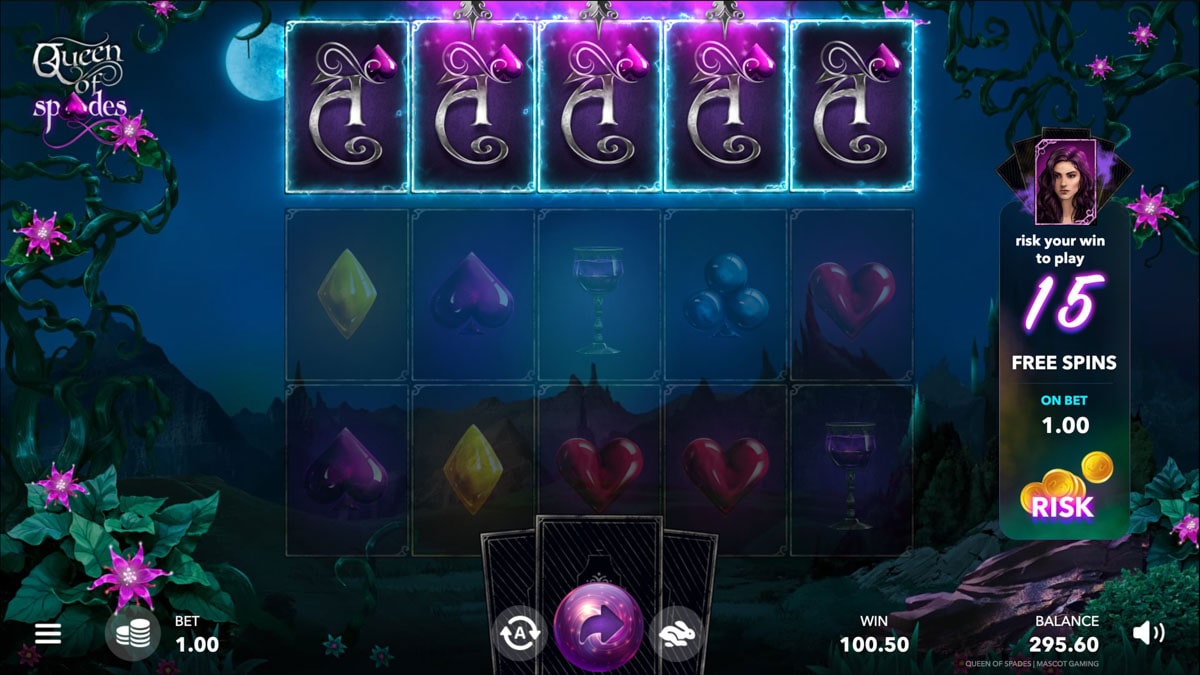 Queen
of
spades
A A A A A
risk your win
to play
15
FREE SPINS
ON BET
1.00
RISK
BET
1.00
A
WIN
100.50
BALANCE
295.60
QUEEN OF SPADES | MASCOT GAMING